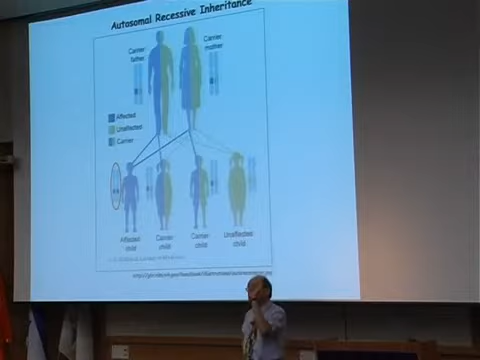 Autosomal Recessive Inheritance
Carrier
father
Carrier
mother
Affected
Unaffected
Carrier
Affected
child
Carrier
child
Carrier
child
Unaffected
child